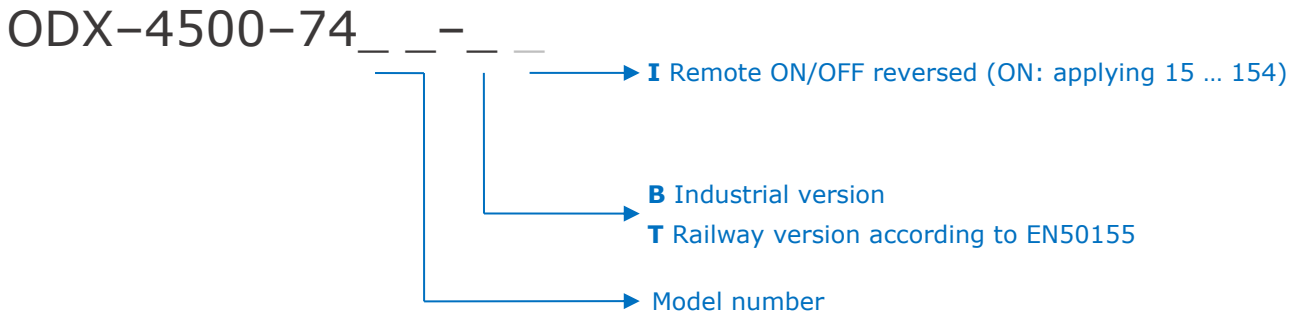 ODX–4500–74_ _–_ _
I Remote ON/OFF reversed (ON: applying 15 … 154)
B Industrial version
T Railway version according to EN50155
Model number